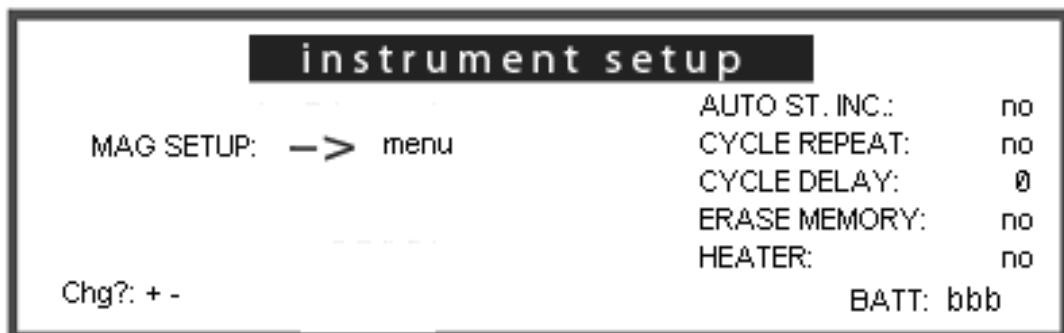 instrument setup
AUTO ST. INC.: no
MAG SETUP: —> menu CYCLE REPEAT: no
CYCLE DELAY: 0
ERASE MEMORY: no
HEATER: no
Chg?: + - BATT: bbb